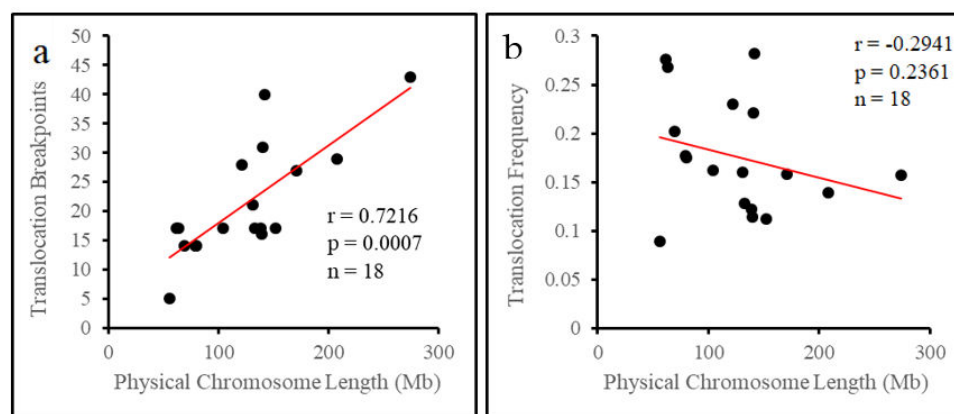 a
r = 0.7216
p = 0.0007
n = 18
Translocation Breakpoints
50
45
40
35
30
25
20
15
10
5
0
0 100 200 300
Physical Chromosome Length (Mb)
b
r = -0.2941
p = 0.2361
n = 18
Translocation Frequency
0.3
0.25
0.2
0.15
0.1
0.05
0
0 100 200 300
Physical Chromosome Length (Mb)